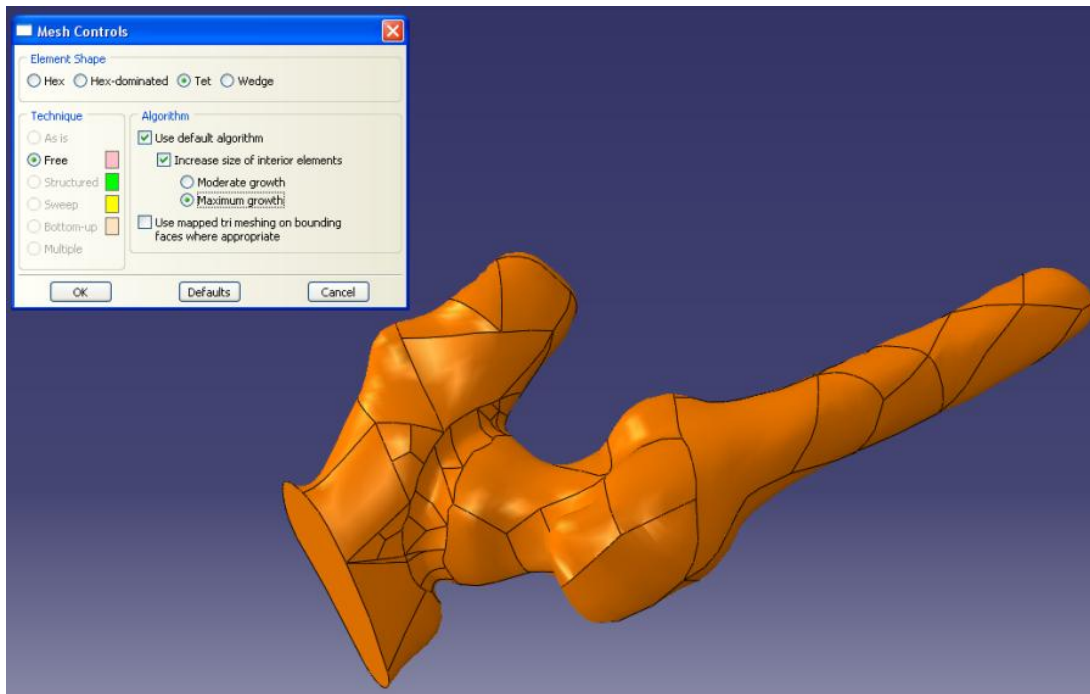 Mesh Controls
Element Shape
Hex Hex-dominated Tet Wedge
Technique
As is
Free
Structured
Sweep
Bottom-up
Multiple
Algorithm
Use default algorithm
Increase size of interior elements
Moderate growth
Maximum growth
Use mapped tri meshing on bounding
faces where appropriate
OK Defaults Cancel